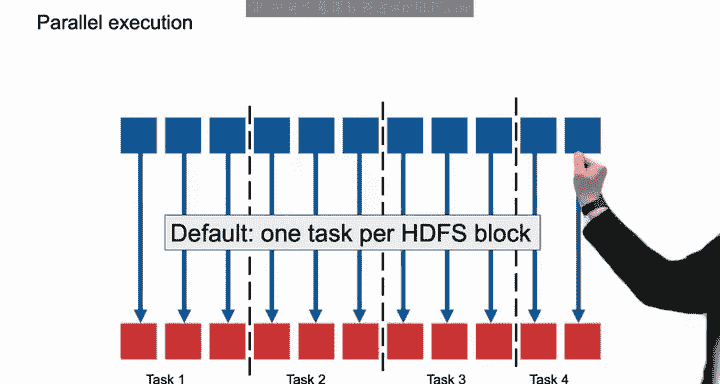 Parallel execution
Default: one task per HDFS block
Task 1
Task 2
Task 3
Task 4